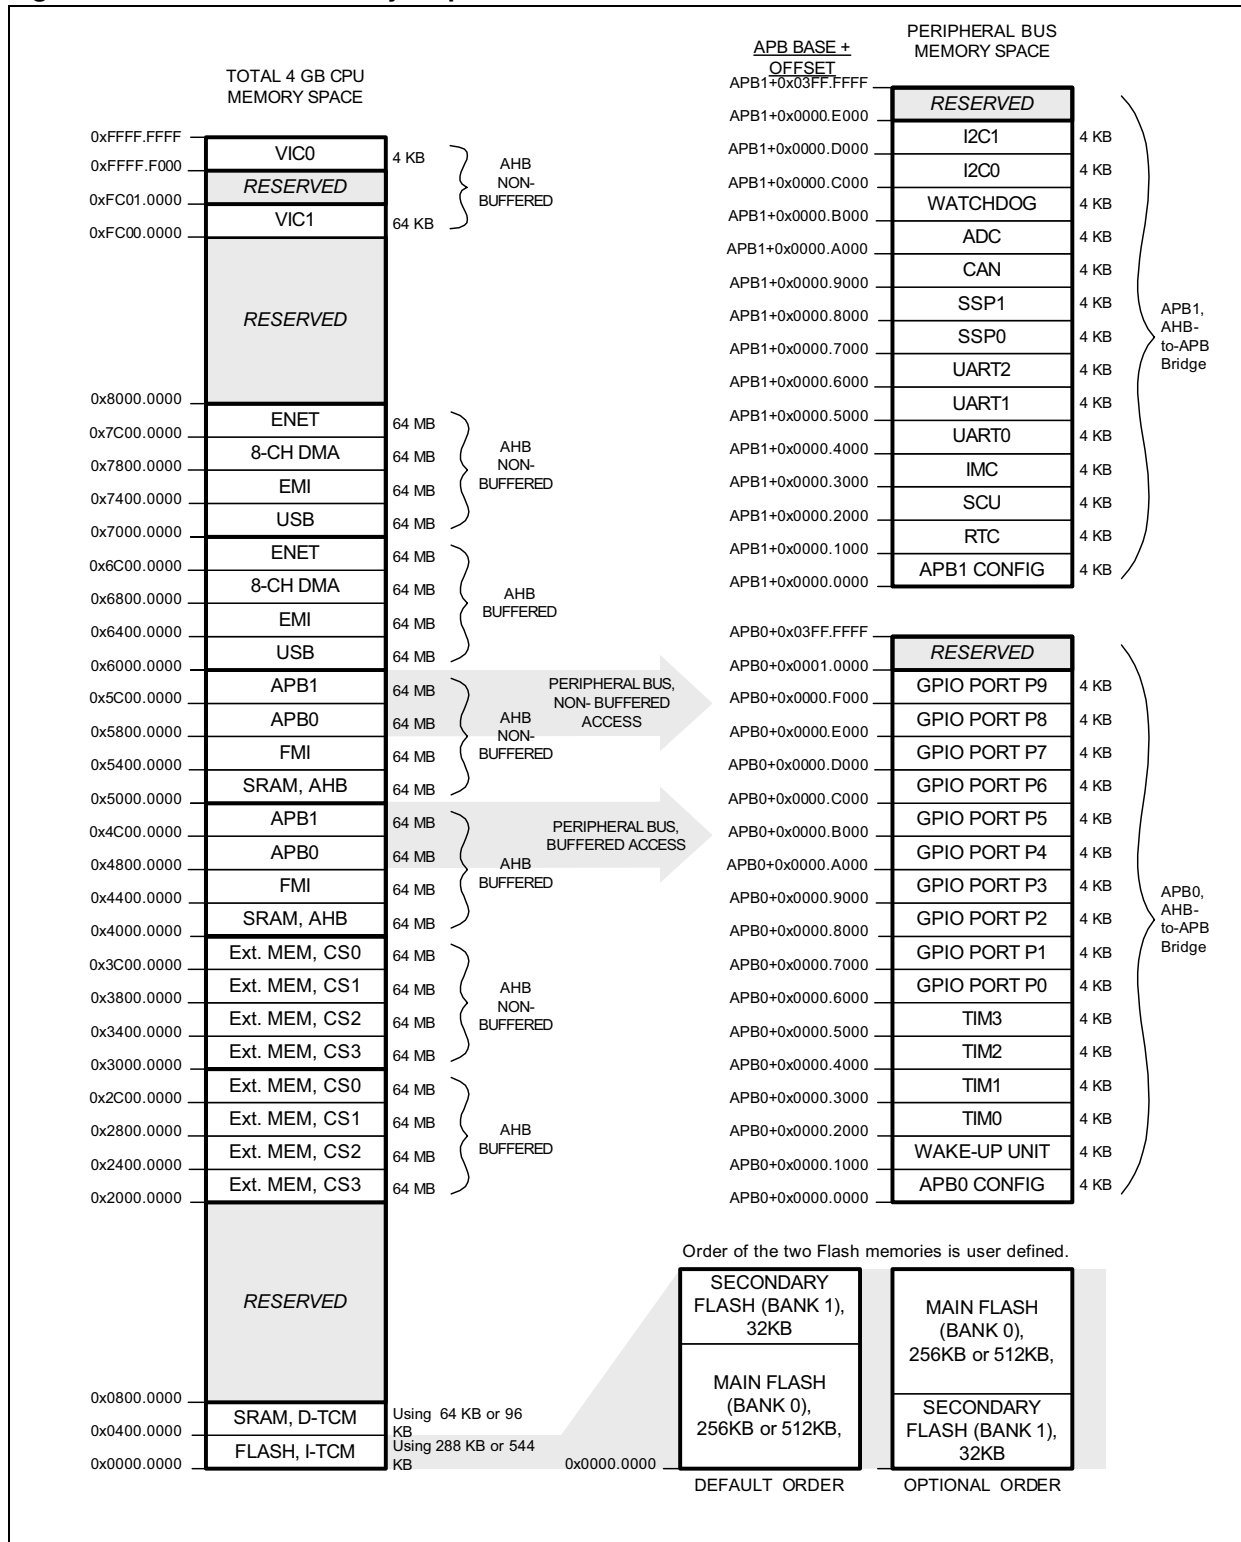 TOTAL 4 GB CPU
MEMORY SPACE
0xFFFF.FFFF
VIC0
4 KB
0xFFFF.F000
RESERVED
0xFC01.0000
VIC1
64 KB
0xFC00.0000
AHB
NON-
BUFFERED
RESERVED
0x8000.0000
ENET
64 MB
0x7C00.0000
8-CH DMA
64 MB
0x7800.0000
EMI
64 MB
0x7400.0000
USB
64 MB
0x7000.0000
AHB
NON-
BUFFERED
ENET
64 MB
0x6C00.0000
8-CH DMA
64 MB
0x6800.0000
EMI
64 MB
0x6400.0000
USB
64 MB
0x6000.0000
AHB
BUFFERED
APB1
64 MB
0x5C00.0000
APB0
64 MB
0x5800.0000
FMI
64 MB
0x5400.0000
SRAM, AHB
64 MB
0x5000.0000
AHB
NON-
BUFFERED
PERIPHERAL BUS,
NON- BUFFERED
ACCESS
APB1
64 MB
0x4C00.0000
APB0
64 MB
0x4800.0000
FMI
64 MB
0x4400.0000
SRAM, AHB
64 MB
0x4000.0000
AHB
BUFFERED
PERIPHERAL BUS,
BUFFERED ACCESS
Ext. MEM, CS0
64 MB
0x3C00.0000
Ext. MEM, CS1
64 MB
0x3800.0000
Ext. MEM, CS2
64 MB
0x3400.0000
Ext. MEM, CS3
64 MB
0x3000.0000
AHB
NON-
BUFFERED
Ext. MEM, CS0
64 MB
0x2C00.0000
Ext. MEM, CS1
64 MB
0x2800.0000
Ext. MEM, CS2
64 MB
0x2400.0000
Ext. MEM, CS3
64 MB
0x2000.0000
AHB
BUFFERED
RESERVED
0x0800.0000
SRAM, D-TCM
Using 64 KB or 96
KB
0x0400.0000
FLASH, I-TCM
Using 288 KB or 544
KB
0x0000.0000
APB BASE +
OFFSET
PERIPHERAL BUS
MEMORY SPACE
APB1+0x03FF.FFFF
RESERVED
APB1+0x0000.E000
I2C1
4 KB
APB1+0x0000.D000
I2C0
4 KB
APB1+0x0000.C000
WATCHDOG
4 KB
APB1+0x0000.B000
ADC
4 KB
APB1+0x0000.A000
CAN
4 KB
APB1+0x0000.9000
SSP1
4 KB
APB1+0x0000.8000
SSP0
4 KB
APB1+0x0000.7000
UART2
4 KB
APB1+0x0000.6000
UART1
4 KB
APB1+0x0000.5000
UART0
4 KB
APB1+0x0000.4000
IMC
4 KB
APB1+0x0000.3000
SCU
4 KB
APB1+0x0000.2000
RTC
4 KB
APB1+0x0000.1000
APB1 CONFIG
4 KB
APB1+0x0000.0000
APB1,
AHB-
to-APB
Bridge
APB0+0x03FF.FFFF
RESERVED
APB0+0x0001.0000
GPIO PORT P9
4 KB
APB0+0x0000.F000
GPIO PORT P8
4 KB
APB0+0x0000.E000
GPIO PORT P7
4 KB
APB0+0x0000.D000
GPIO PORT P6
4 KB
APB0+0x0000.C000
GPIO PORT P5
4 KB
APB0+0x0000.B000
GPIO PORT P4
4 KB
APB0+0x0000.A000
GPIO PORT P3
4 KB
APB0+0x0000.9000
GPIO PORT P2
4 KB
APB0+0x0000.8000
GPIO PORT P1
4 KB
APB0+0x0000.7000
GPIO PORT P0
4 KB
APB0+0x0000.6000
TIM3
4 KB
APB0+0x0000.5000
TIM2
4 KB
APB0+0x0000.4000
TIM1
4 KB
APB0+0x0000.3000
TIM0
4 KB
APB0+0x0000.2000
WAKE-UP UNIT
4 KB
APB0+0x0000.1000
APB0 CONFIG
4 KB
APB0+0x0000.0000
APB0,
AHB-
to-APB
Bridge
Order of the two Flash memories is user defined.
SECONDARY
FLASH (BANK 1),
32KB
MAIN FLASH
(BANK 0),
256KB or 512KB,
0x0000.0000
DEFAULT ORDER
MAIN FLASH
(BANK 0),
256KB or 512KB,
SECONDARY
FLASH (BANK 1),
32KB
OPTIONAL ORDER